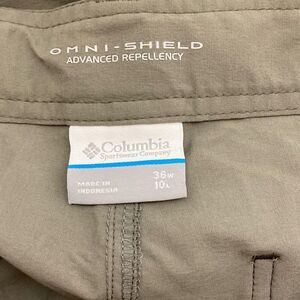 OMNI-SHIELD
ADVANCED REPELLENCY
Columbia
Sportswear Company
36W
10L
MADE IN
INDONESIA